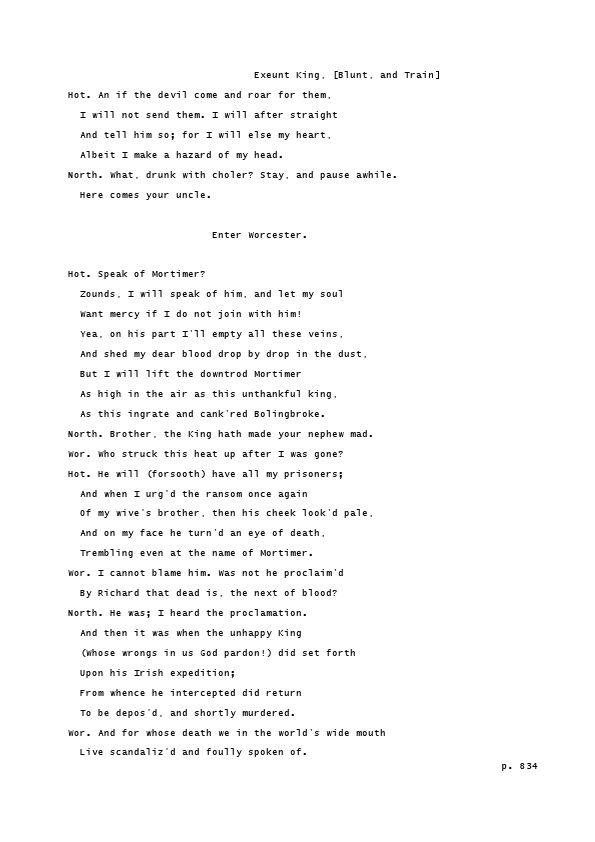 Exeunt King, [Blunt, and Train]
Hot. An if the devil come and roar for them,
I will not send them. I will after straight
And tell him so; for I will else my heart,
Albeit I make a hazard of my head.
North. What, drunk with choler? Stay, and pause awhile.
Here comes your uncle.
Enter Worcester.
Hot. Speak of Mortimer?
Zounds, I will speak of him, and let my soul
Want mercy if I do not join with him!
Yea, on his part I'll empty all these veins,
And shed my dear blood drop by drop in the dust,
But I will lift the downtrod Mortimer
As high in the air as this unthankful king,
As this ingrate and cank'red Bolingbroke.
North. Brother, the King hath made your nephew mad.
Wor. Who struck this heat up after I was gone?
Hot. He will (forsooth) have all my prisoners;
And when I urg'd the ransom once again
Of my wive's brother, then his cheek look'd pale,
And on my face he turn'd an eye of death,
Trembling even at the name of Mortimer.
Wor. I cannot blame him. Was not he proclaim'd
By Richard that dead is, the next of blood?
North. He was; I heard the proclamation.
And then it was when the unhappy King
(Whose wrongs in us God pardon!) did set forth
Upon his Irish expedition;
From whence he intercepted did return
To be depos'd, and shortly murdered.
Wor. And for whose death we in the world's wide mouth
Live scandaliz'd and foully spoken of.
p. 834